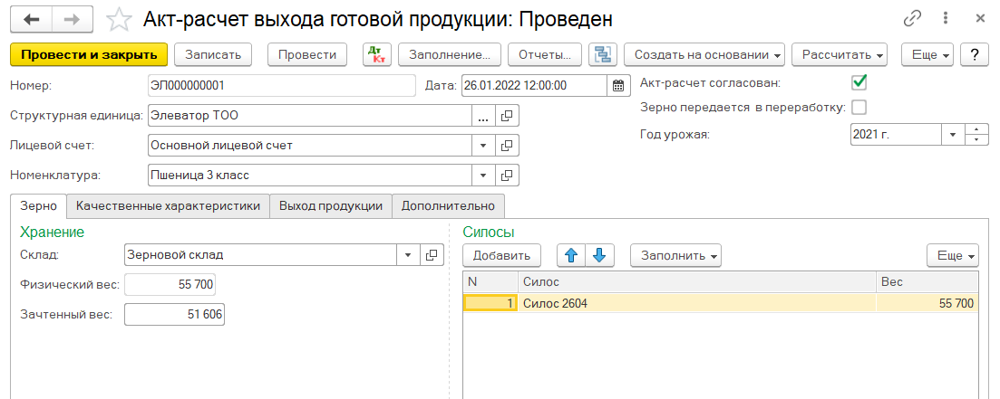 Акт-расчет выхода готовой продукции: Проведен
Провести и закрыть Записать Провести Дт Кт Заполнение... Отчеты... Создать на основании Рассчитать Еще ?
Номер: ЭП000000001 Дата: 26.01.2022 12:00:00 Акт-расчет согласован:
Структурная единица: Элеватор ТОО ... Зерно передается в переработку:
Лицевой счет: Основной лицевой счет Год урожая: 2021 г.
Номенклатура: Пшеница 3 класс
Зерно Качественные характеристики Выход продукции Дополнительно
Хранение Силосы
Склад: Зерновой склад Добавить Заполнить Еще
Физический вес: 55 700 N Силос Вес
Зачтенный вес: 51 606 1 Силос 2604 55 700